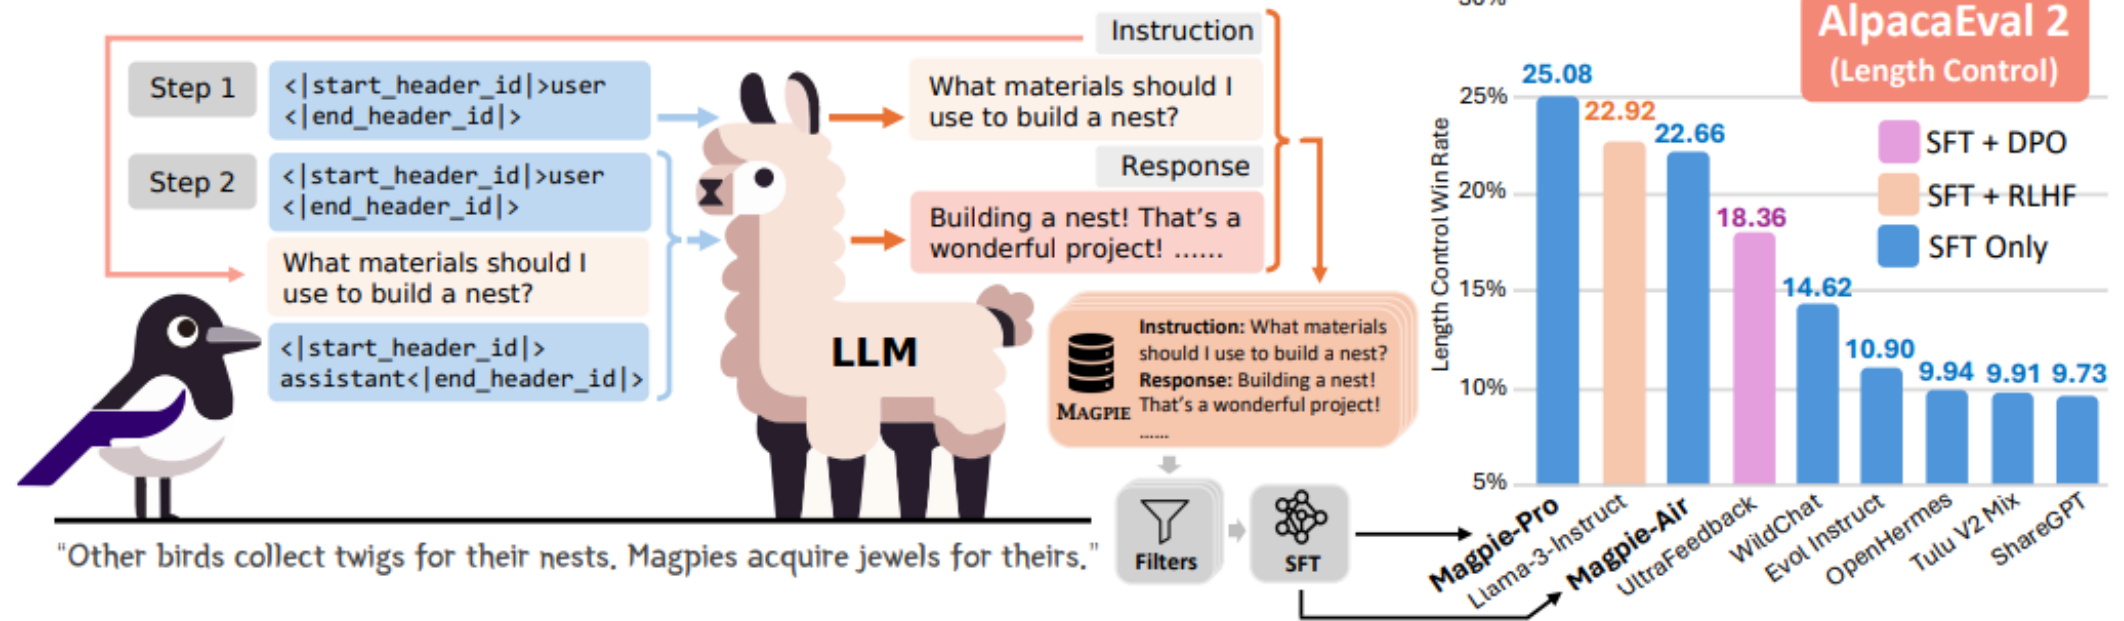 Instruction
Step 1
<|start_header_id|>user
<|end_header_id|>
What materials should I
use to build a nest?
Step 2
<|start_header_id|>user
<|end_header_id|>
What materials should I
use to build a nest?
<|start_header_id|>
assistant<|end_header_id|>
Response
Building a nest! That's a
wonderful project! ......
LLM
MAGPIE
Instruction: What materials
should I use to build a nest?
Response: Building a nest!
That's a wonderful project!
......
Filters
SFT
"Other birds collect twigs for their nests. Magpies acquire jewels for theirs."
AlpacaEval 2
(Length Control)
SFT + DPO
SFT + RLHF
SFT Only
Length Control Win Rate
30%
25%
20%
15%
10%
5%
25.08
22.92
22.66
18.36
14.62
10.90
9.94
9.91
9.73
Magpie-Pro
Llama-3-Instruct
Magpie-Air
UltraFeedback
WildChat
Evol Instruct
OpenHermes
Tulu V2 Mix
ShareGPT